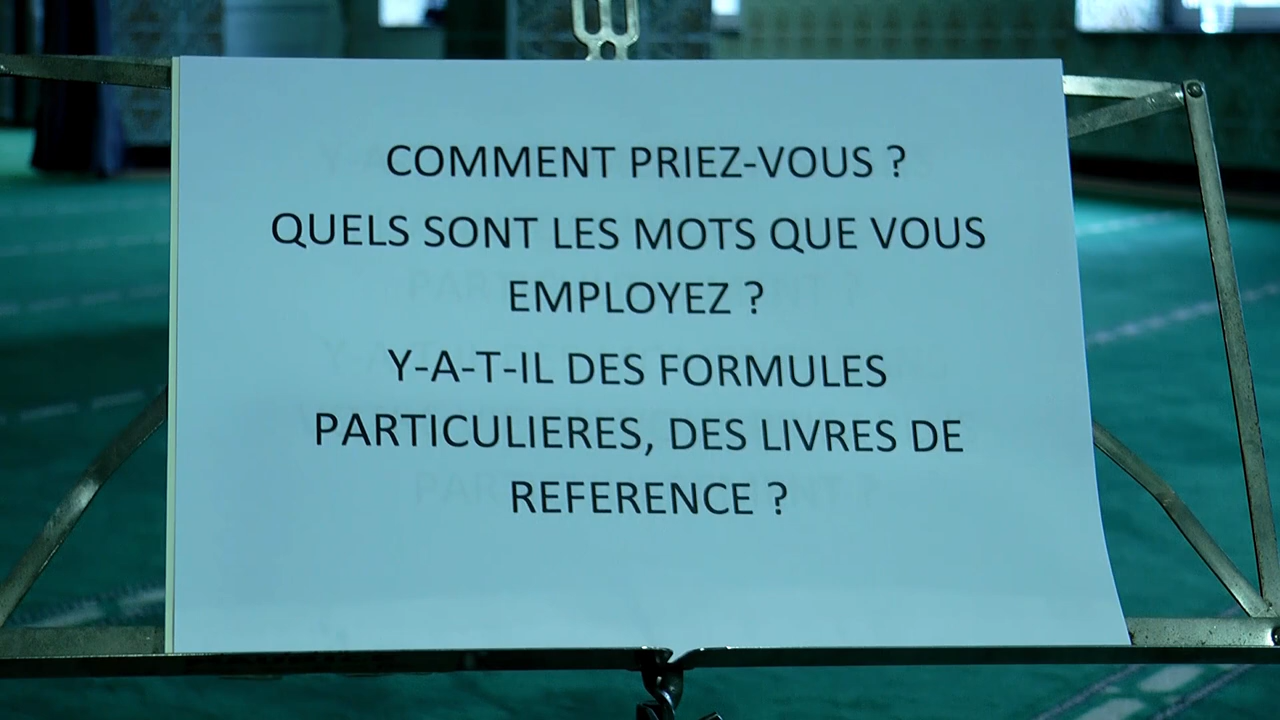 COMMENT PRIEZ-VOUS ?
QUELS SONT LES MOTS QUE VOUS
EMPLOYEZ ?
Y-A-T-IL DES FORMULES
PARTICULIERES, DES LIVRES DE
REFERENCE ?